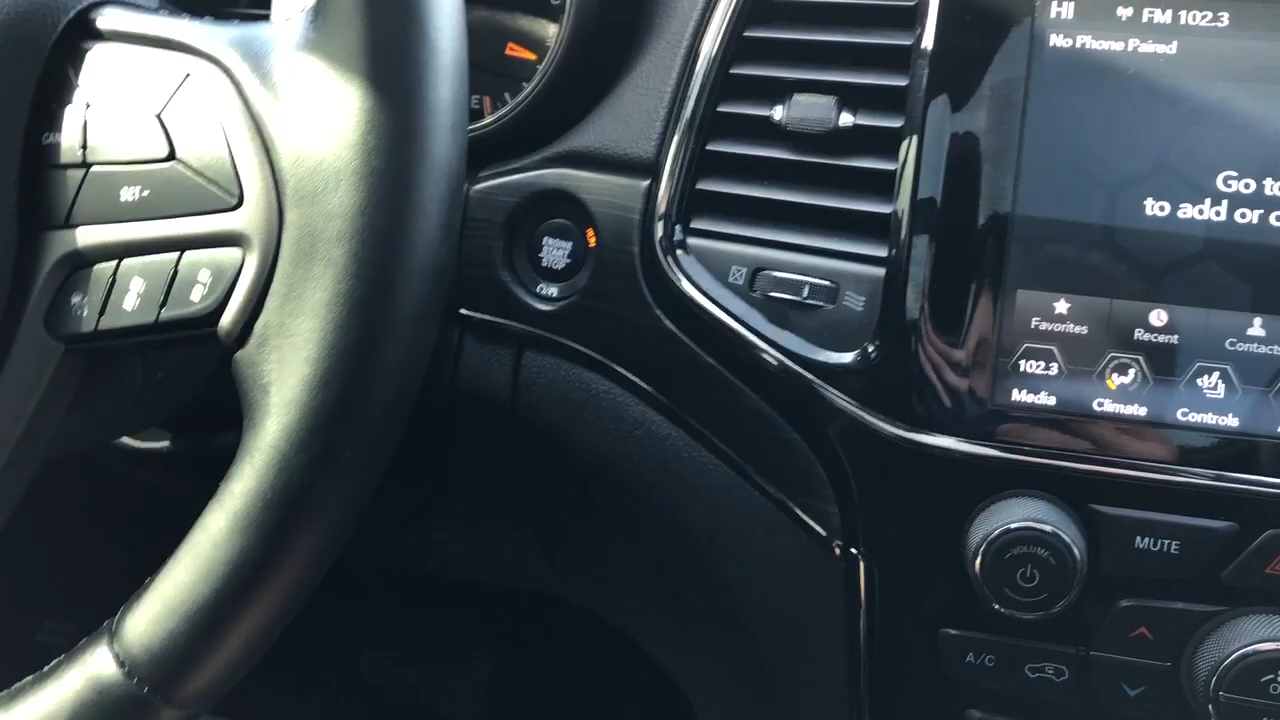 HI
FM 102.3
No Phone Paired
E
SET-
RUN
ENGINE
START
STOP
Go to
to add or
Favorites
Recent
Contacts
102.3
Media
Climate
Controls
VOLUME
MUTE
A/C